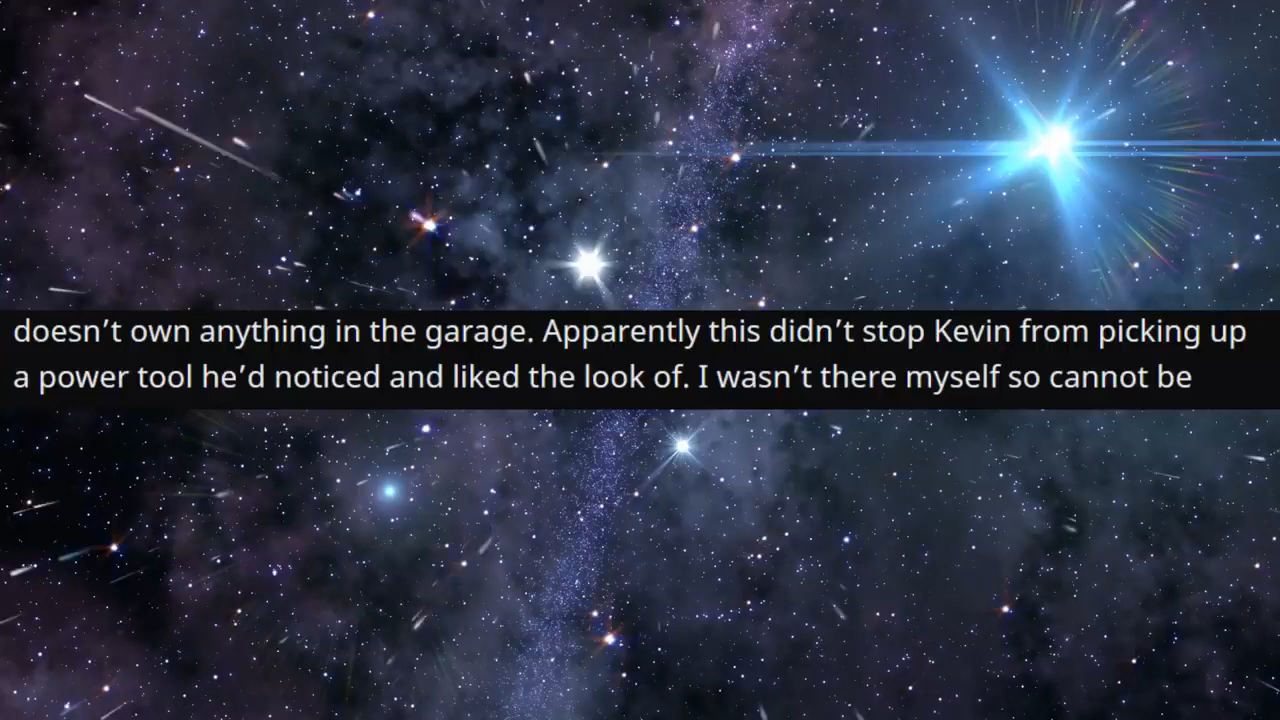 doesn’t own anything in the garage. Apparently this didn’t stop Kevin from picking up
a power tool he’d noticed and liked the look of. I wasn’t there myself so cannot be